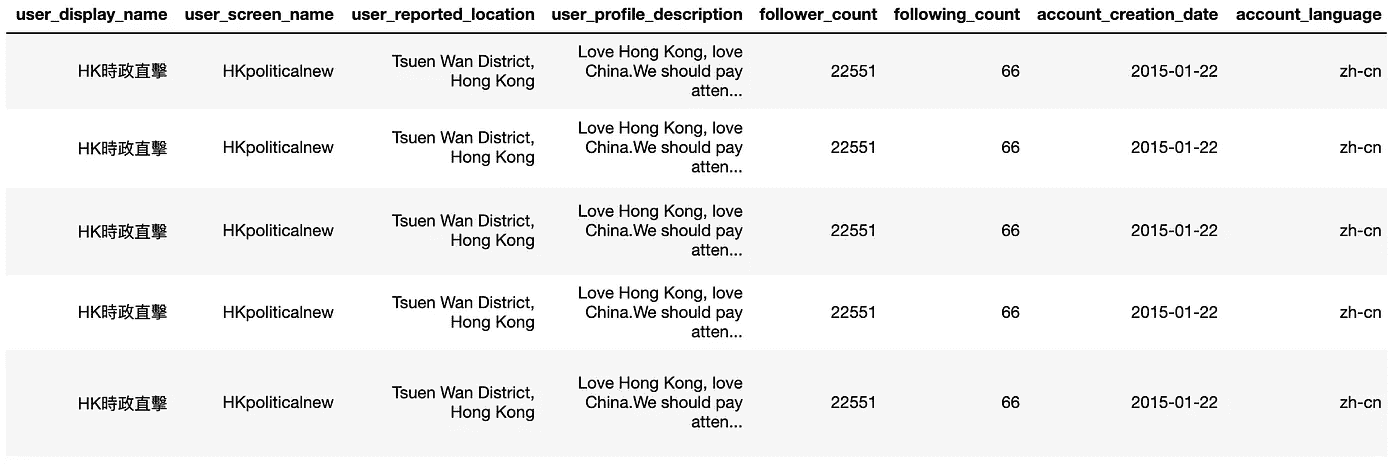 user_display_name user_screen_name user_reported_location user_profile_description follower_count following_count account_creation_date account_language
HK時政直擊 HKpoliticalnew Tsuen Wan District, Hong Kong Love Hong Kong, love China.We should pay atten... 22551 66 2015-01-22 zh-cn
HK時政直擊 HKpoliticalnew Tsuen Wan District, Hong Kong Love Hong Kong, love China.We should pay atten... 22551 66 2015-01-22 zh-cn
HK時政直擊 HKpoliticalnew Tsuen Wan District, Hong Kong Love Hong Kong, love China.We should pay atten... 22551 66 2015-01-22 zh-cn
HK時政直擊 HKpoliticalnew Tsuen Wan District, Hong Kong Love Hong Kong, love China.We should pay atten... 22551 66 2015-01-22 zh-cn
HK時政直擊 HKpoliticalnew Tsuen Wan District, Hong Kong Love Hong Kong, love China.We should pay atten... 22551 66 2015-01-22 zh-cn